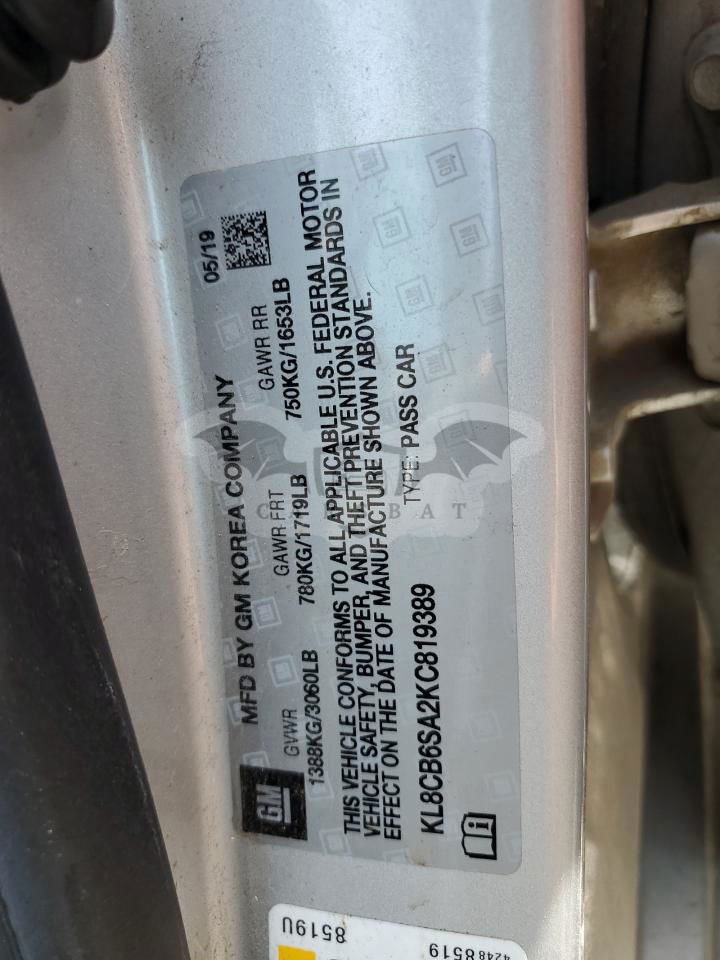 MFD BY GM KOREA COMPANY 05/19
GM
GVWR GAWR FRT GAWR RR
1388KG/3060LB 780KG/1719LB 750KG/1653LB
THIS VEHICLE CONFORMS TO ALL APPLICABLE U.S. FEDERAL MOTOR
VEHICLE SAFETY, BUMPER, AND THEFT PREVENTION STANDARDS IN
EFFECT ON THE DATE OF MANUFACTURE SHOWN ABOVE.
KL8CB6SA2KC819389 TYPE: PASS CAR
8519U
42488519